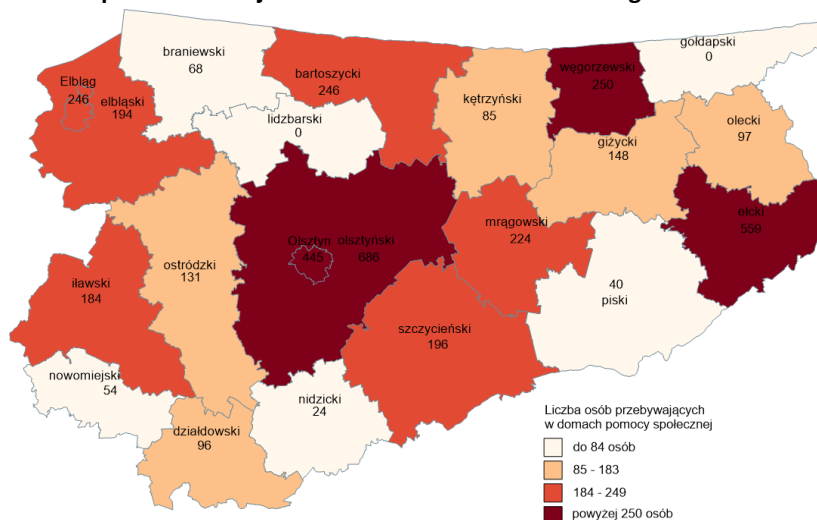 braniewski
68
gołdapski
0
Elbląg
246
elbląski
194
bartoszycki
246
węgorzewski
250
kętrzyński
85
lidzbarski
0
olecki
97
giżycki
148
ełcki
559
mrągowski
224
Olsztyn
445
olsztyński
686
ostródzki
131
iławski
184
40
piski
szczycieński
196
nowomiejski
54
nidzicki
24
działdowski
96
Liczba osób przebywających
w domach pomocy społecznej
do 84 osób
85 - 183
184 - 249
powyżej 250 osób